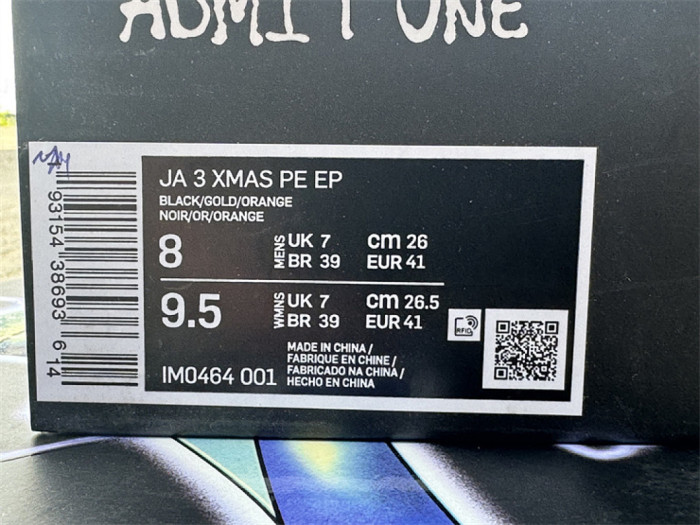 ADMIT ONE
JA 3 XMAS PE EP
BLACK/GOLD/ORANGE
NOIR/OR/ORANGE
8 MENS UK 7 cm 26
BR 39 EUR 41
9.5 WMNS UK 7 cm 26.5
BR 39 EUR 41
RFID
MADE IN CHINA /
FABRIQUE EN CHINE /
FABRICADO NA CHINA /
IM0464 001 HECHO EN CHINA
93154 38693 6 14